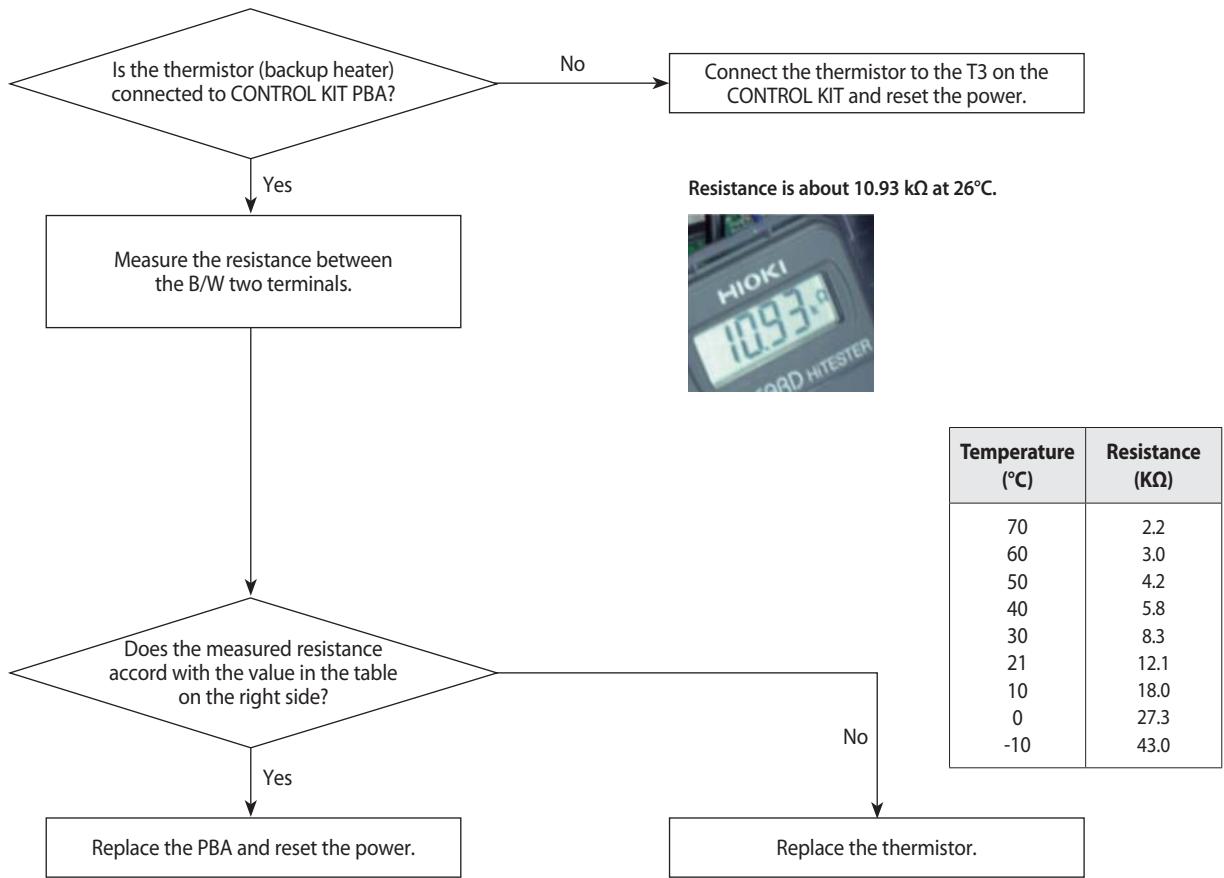 Is the thermistor (backup heater)
connected to CONTROL KIT PBA?
No
Connect the thermistor to the T3 on the
CONTROL KIT and reset the power.
Yes
Resistance is about 10.93 kΩ at 26°C.
Measure the resistance between
the B/W two terminals.
HIOKI
10.93 kΩ
HiTESTER
Temperature
(°C)
Resistance
(KΩ)
70 2.2
60 3.0
50 4.2
40 5.8
30 8.3
21 12.1
10 18.0
0 27.3
-10 43.0
Does the measured resistance
accord with the value in the table
on the right side?
No
Yes
Replace the PBA and reset the power.
Replace the thermistor.